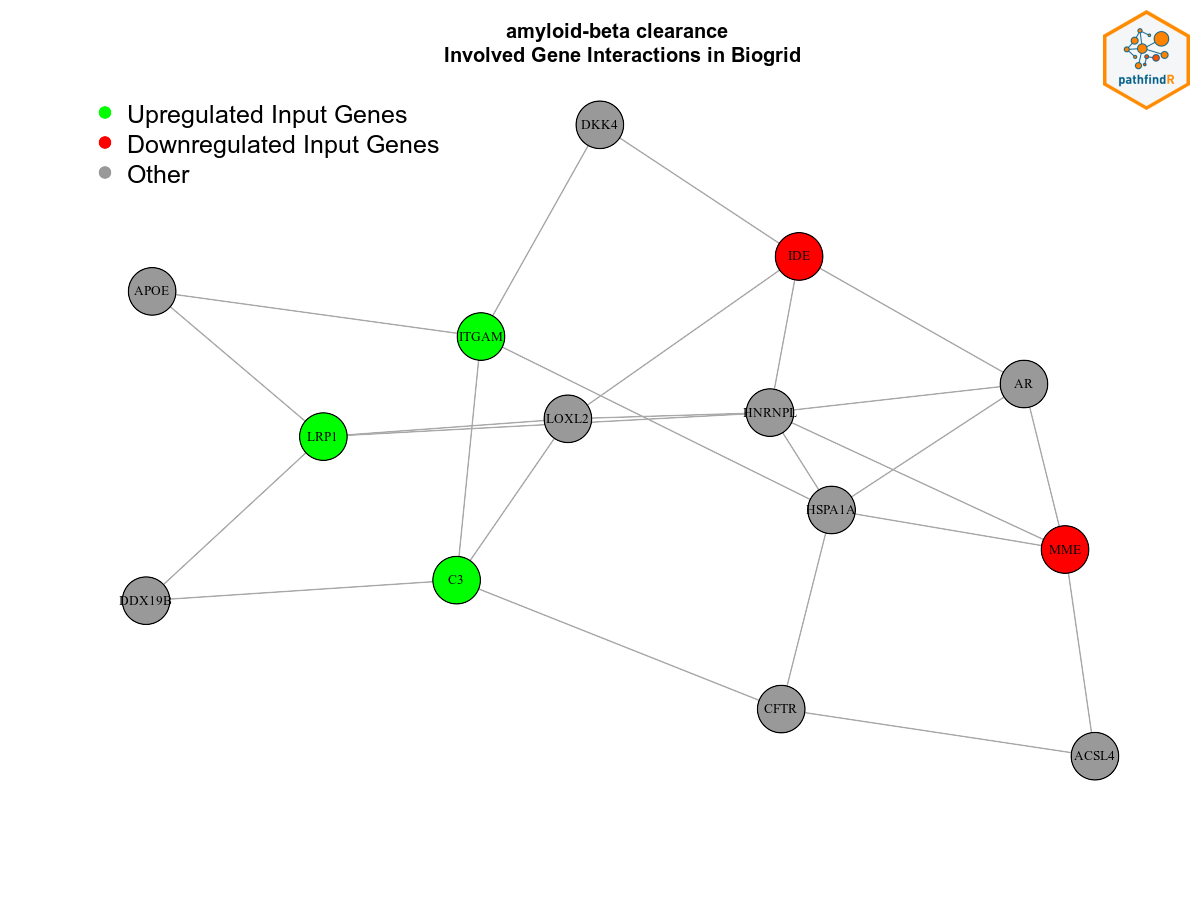 amyloid-beta clearance
Involved Gene Interactions in Biogrid
pathfindR
Upregulated Input Genes
Downregulated Input Genes
Other
DKK4
IDE
APOE
ITGAM
AR
HNRNPL
LOXL2
LRP1
HSPA1A
MME
C3
DDX19B
CFTR
ACSL4